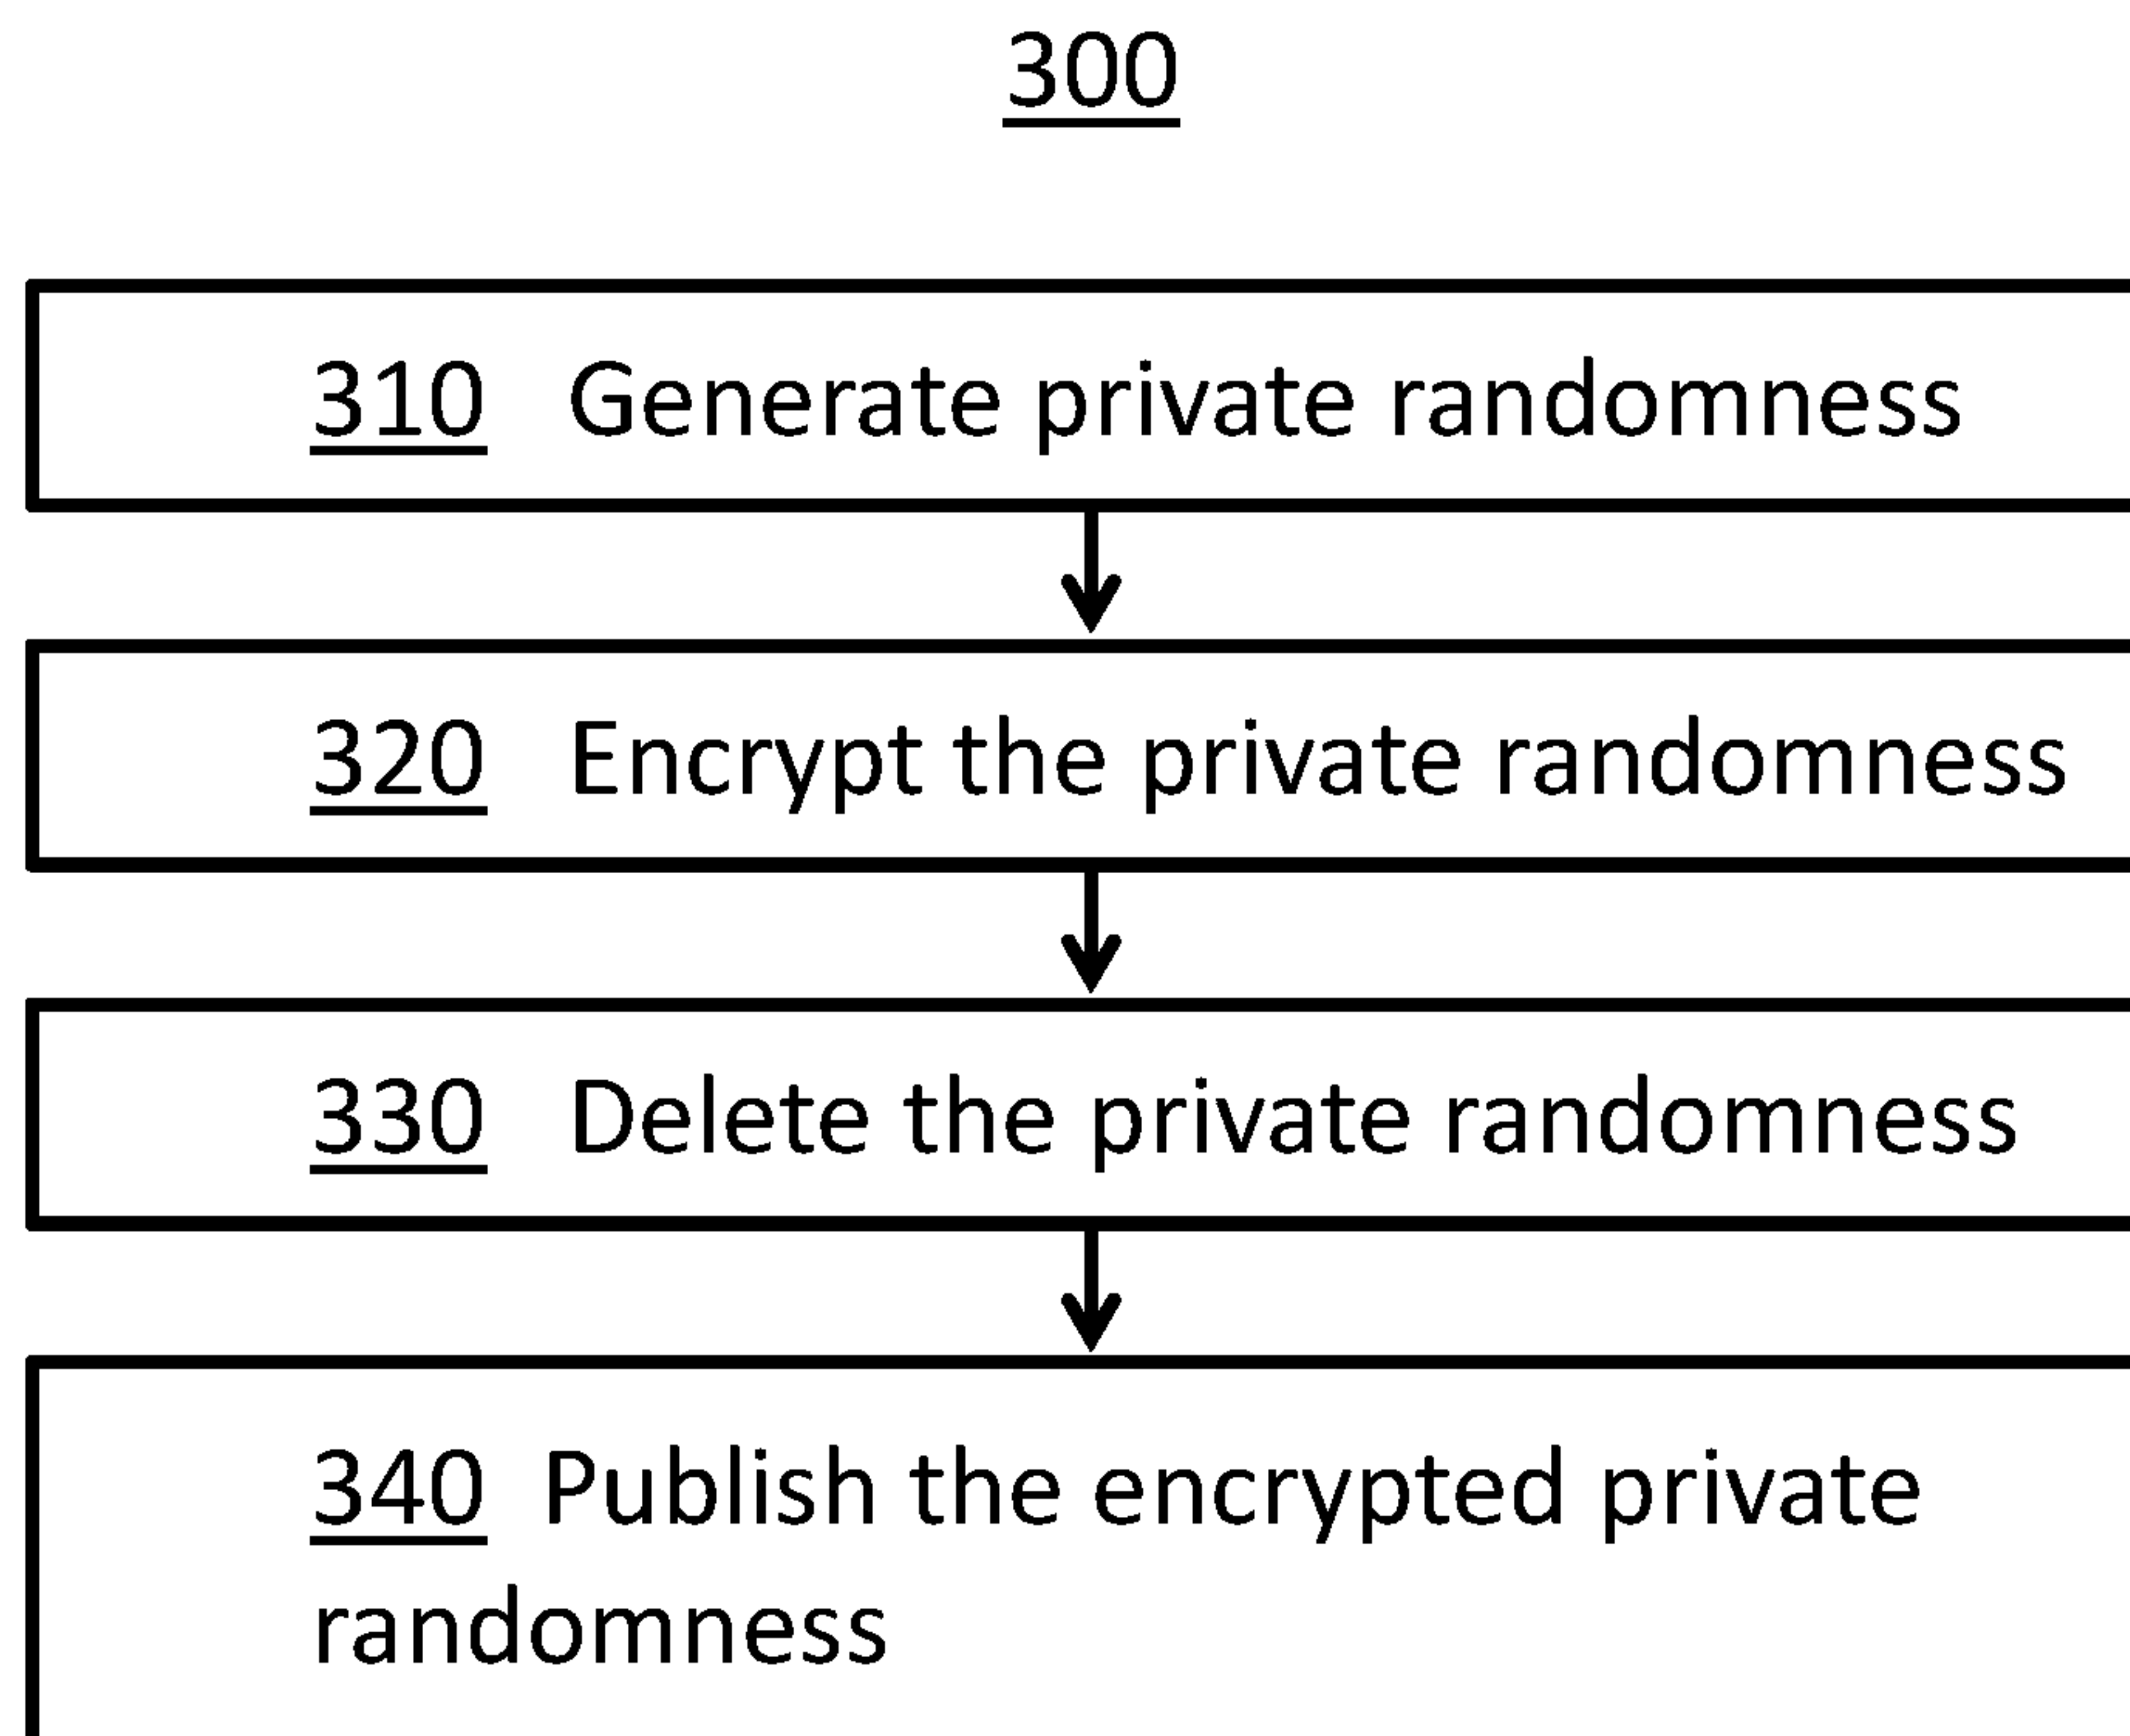 300
310 Generate private randomness
320 Encrypt the private randomness
330 Delete the private randomness
340 Publish the encrypted private
randomness